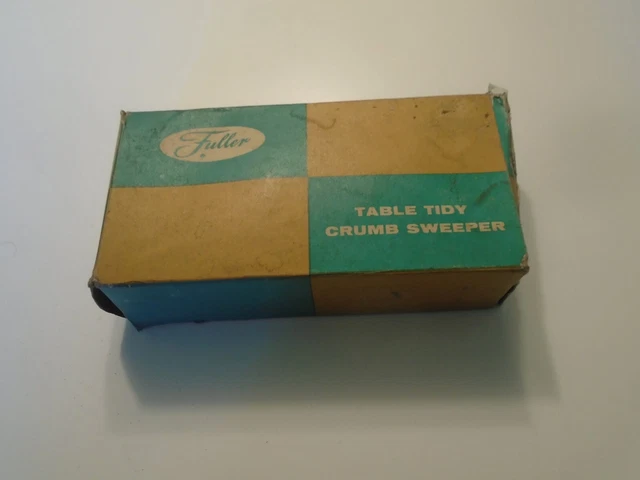 Fuller
TABLE TIDY
CRUMB SWEEPER